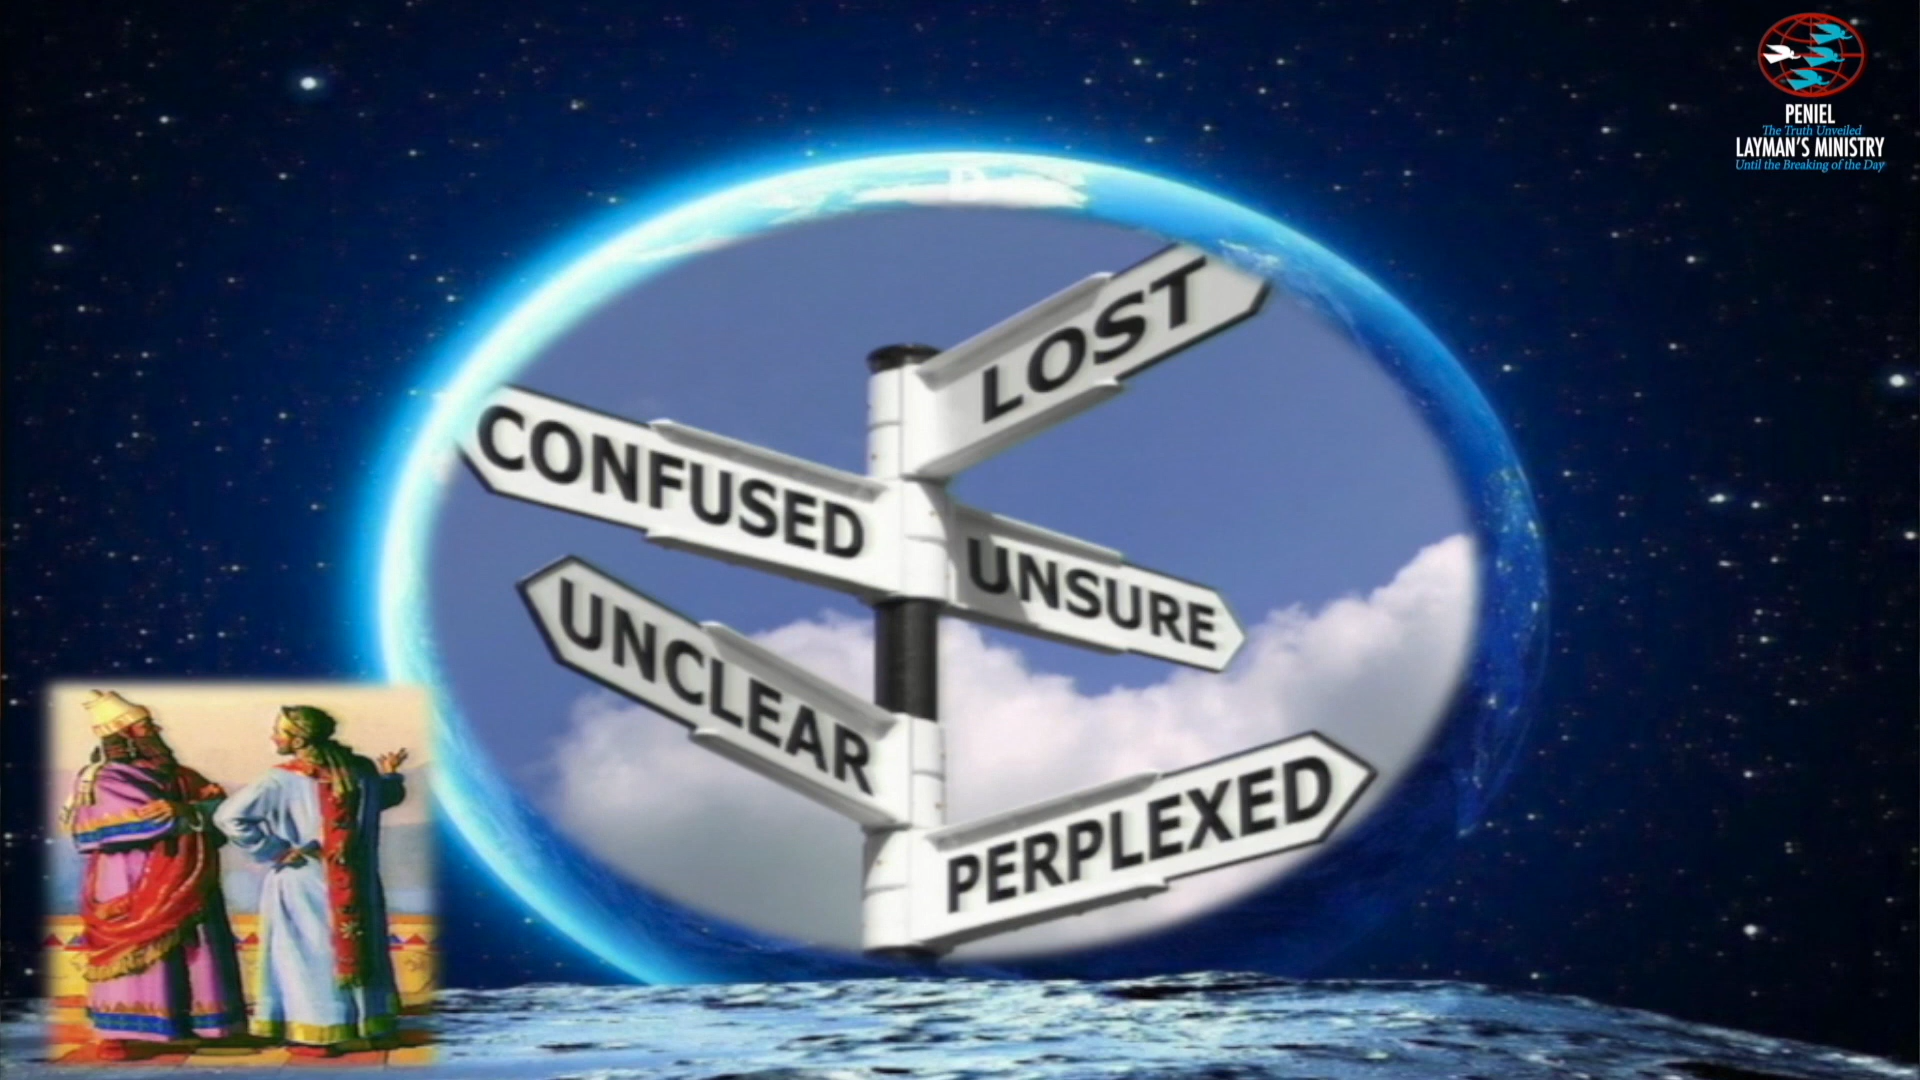 PENIEL
The Truth Unveiled
LAYMAN'S MINISTRY
Until the Breaking of the Day
LOST
CONFUSED
UNSURE
UNCLEAR
PERPLEXED